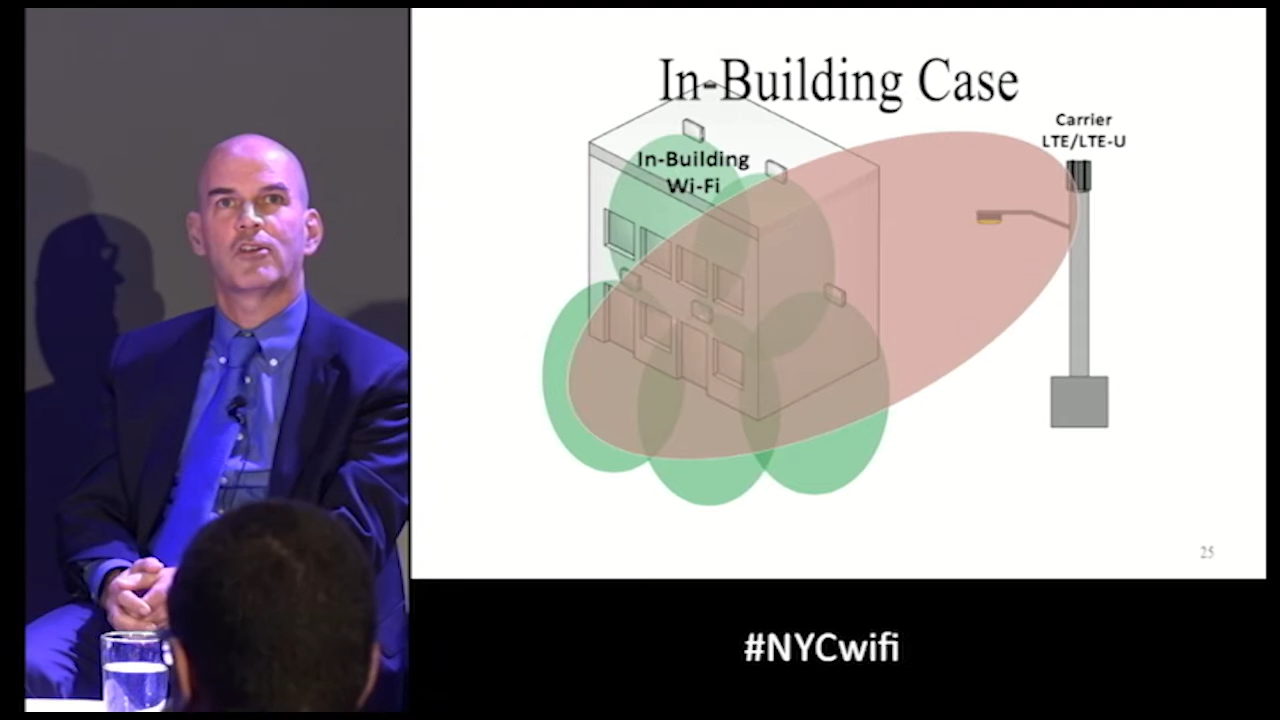 In-Building Case
Carrier
LTE/LTE-U
In-Building
Wi-Fi
25
#NYCwifi